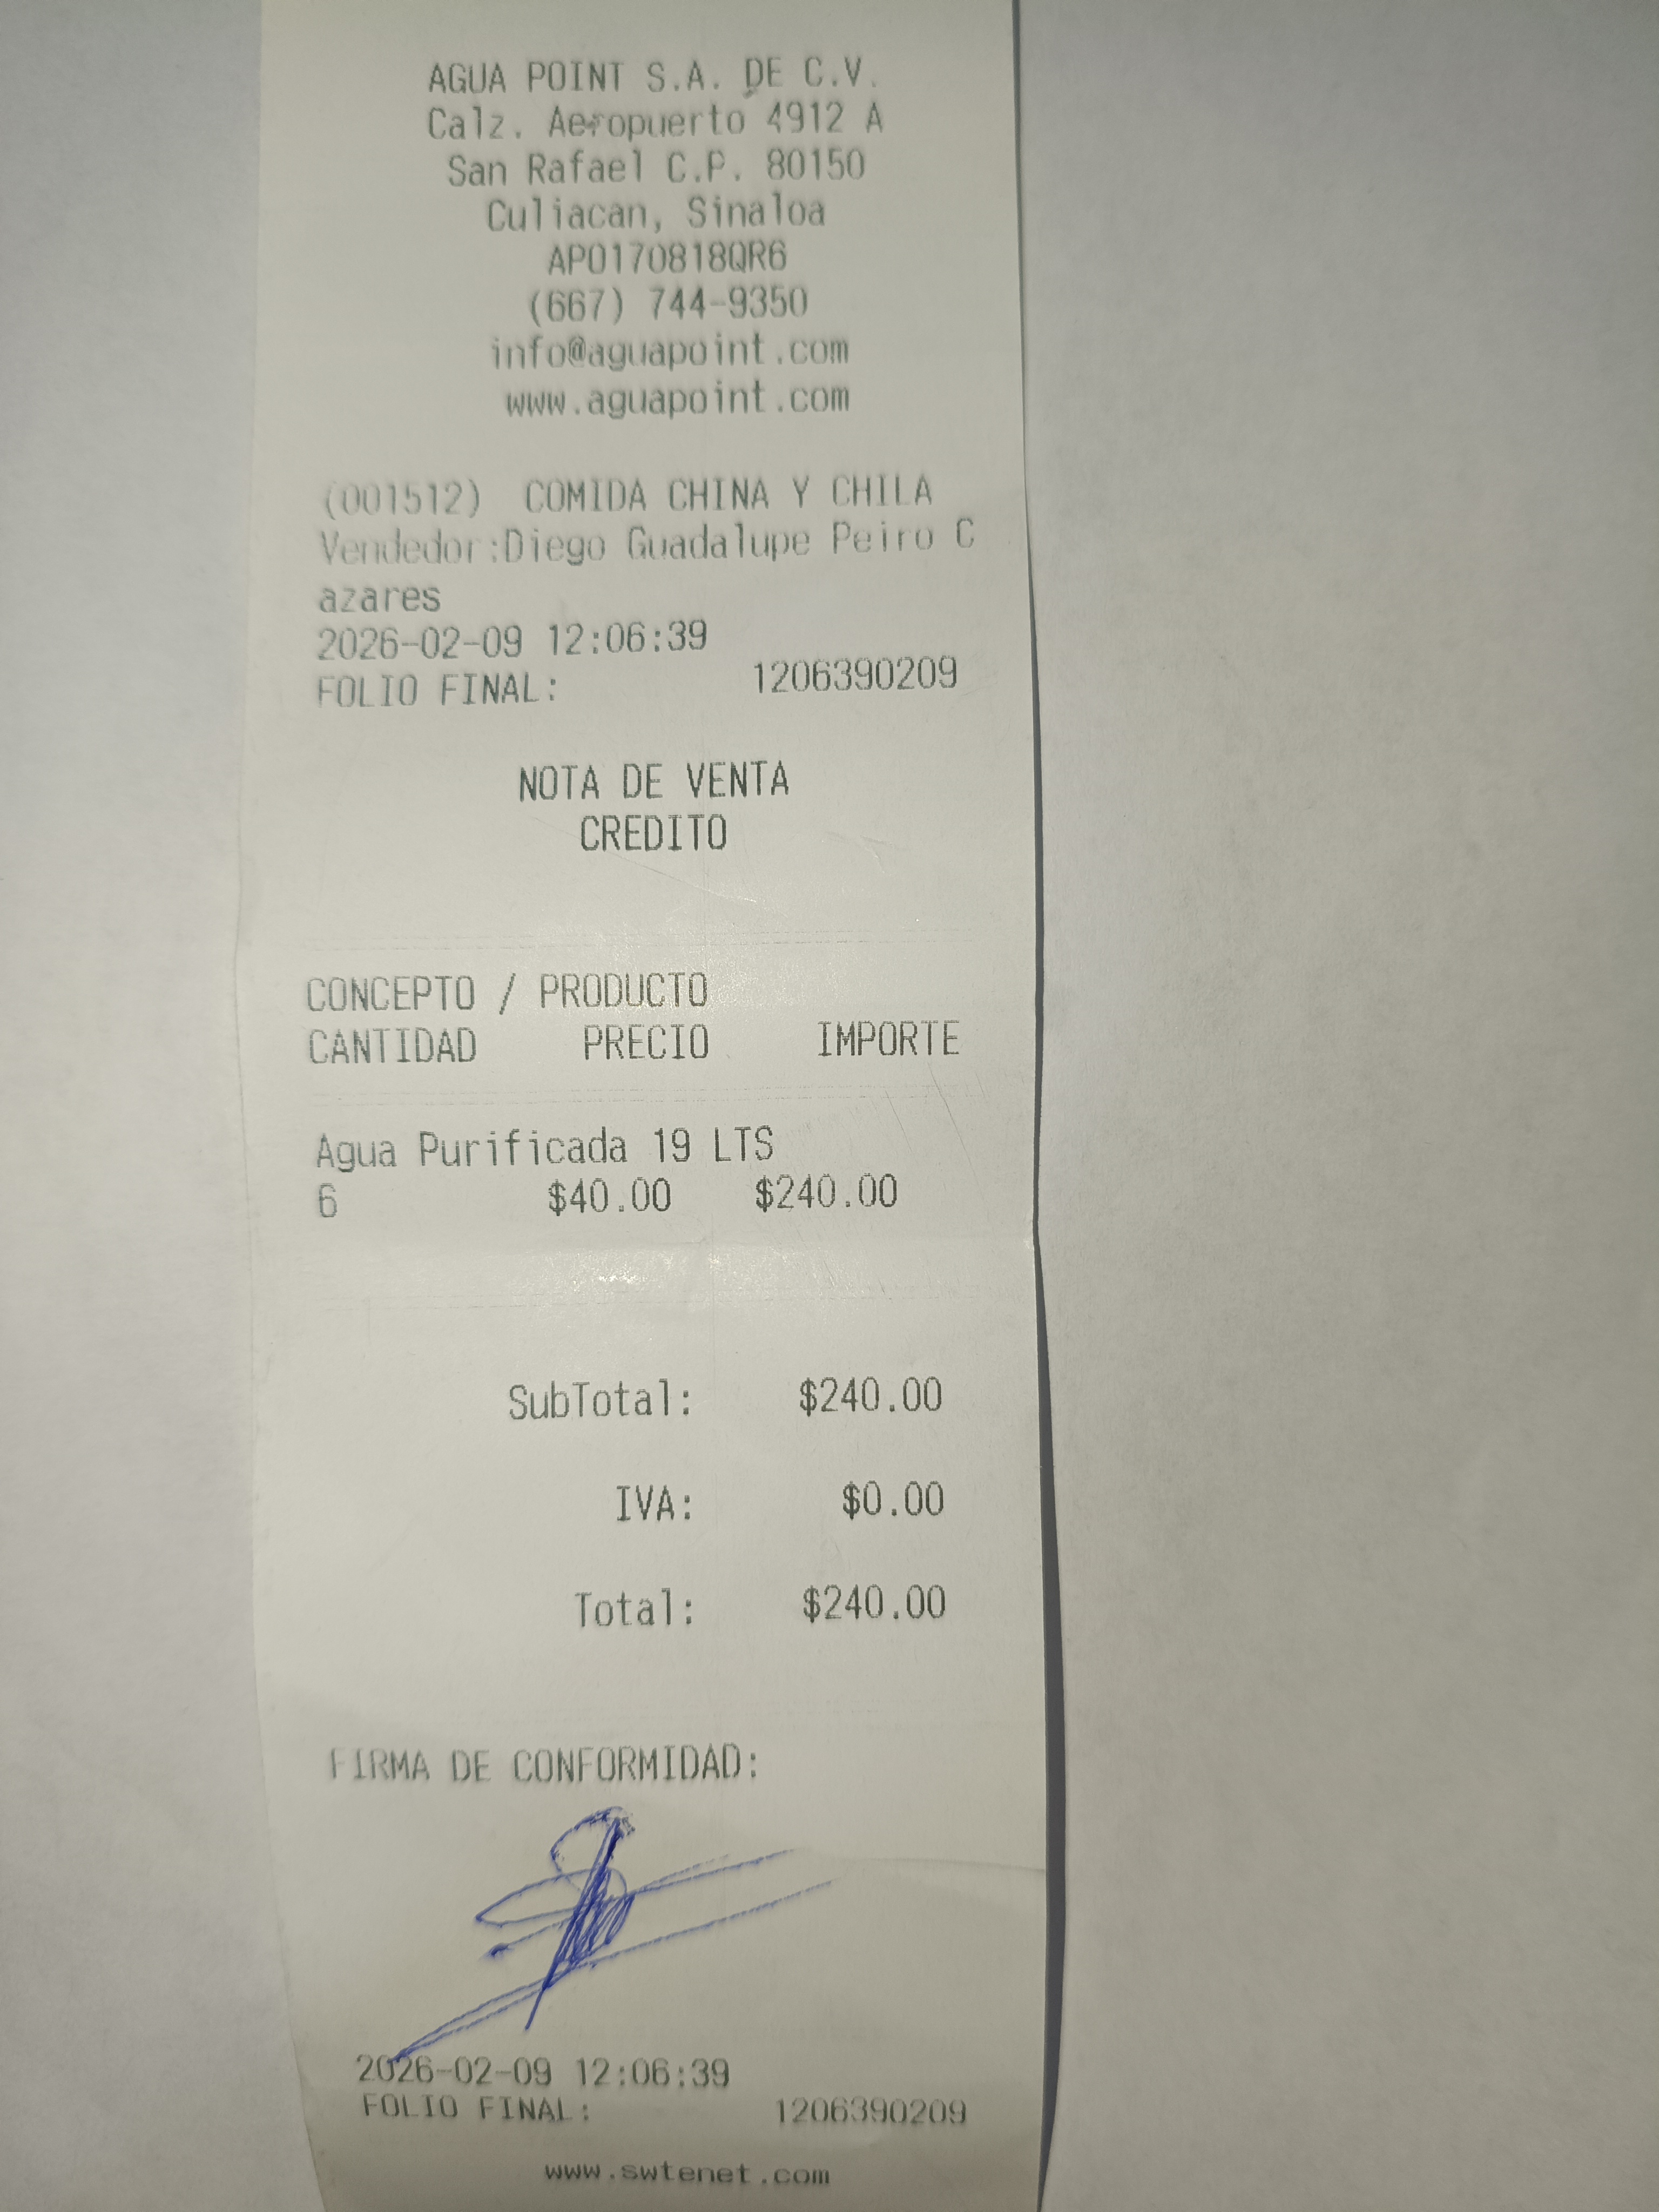 AGUA POINT S.A. DE C.V.
Calz. Aeropuerto 4912 A
San Rafael C.P. 80150
Culiacan, Sinaloa
APO170818QR6
(667) 744-9350
info@aguapoint.com
www.aguapoint.com
(001512) COMIDA CHINA Y CHILA
Vendedor:Diego Guadalupe Peiro C
azares
2026-02-09 12:06:39
FOLIO FINAL: 1206390209
NOTA DE VENTA
CREDITO
CONCEPTO / PRODUCTO
CANTIDAD PRECIO IMPORTE
Agua Purificada 19 LTS
6 $40.00 $240.00
SubTotal: $240.00
IVA: $0.00
Total: $240.00
FIRMA DE CONFORMIDAD:
2026-02-09 12:06:39
FOLIO FINAL: 1206390209
www.swtenet.com